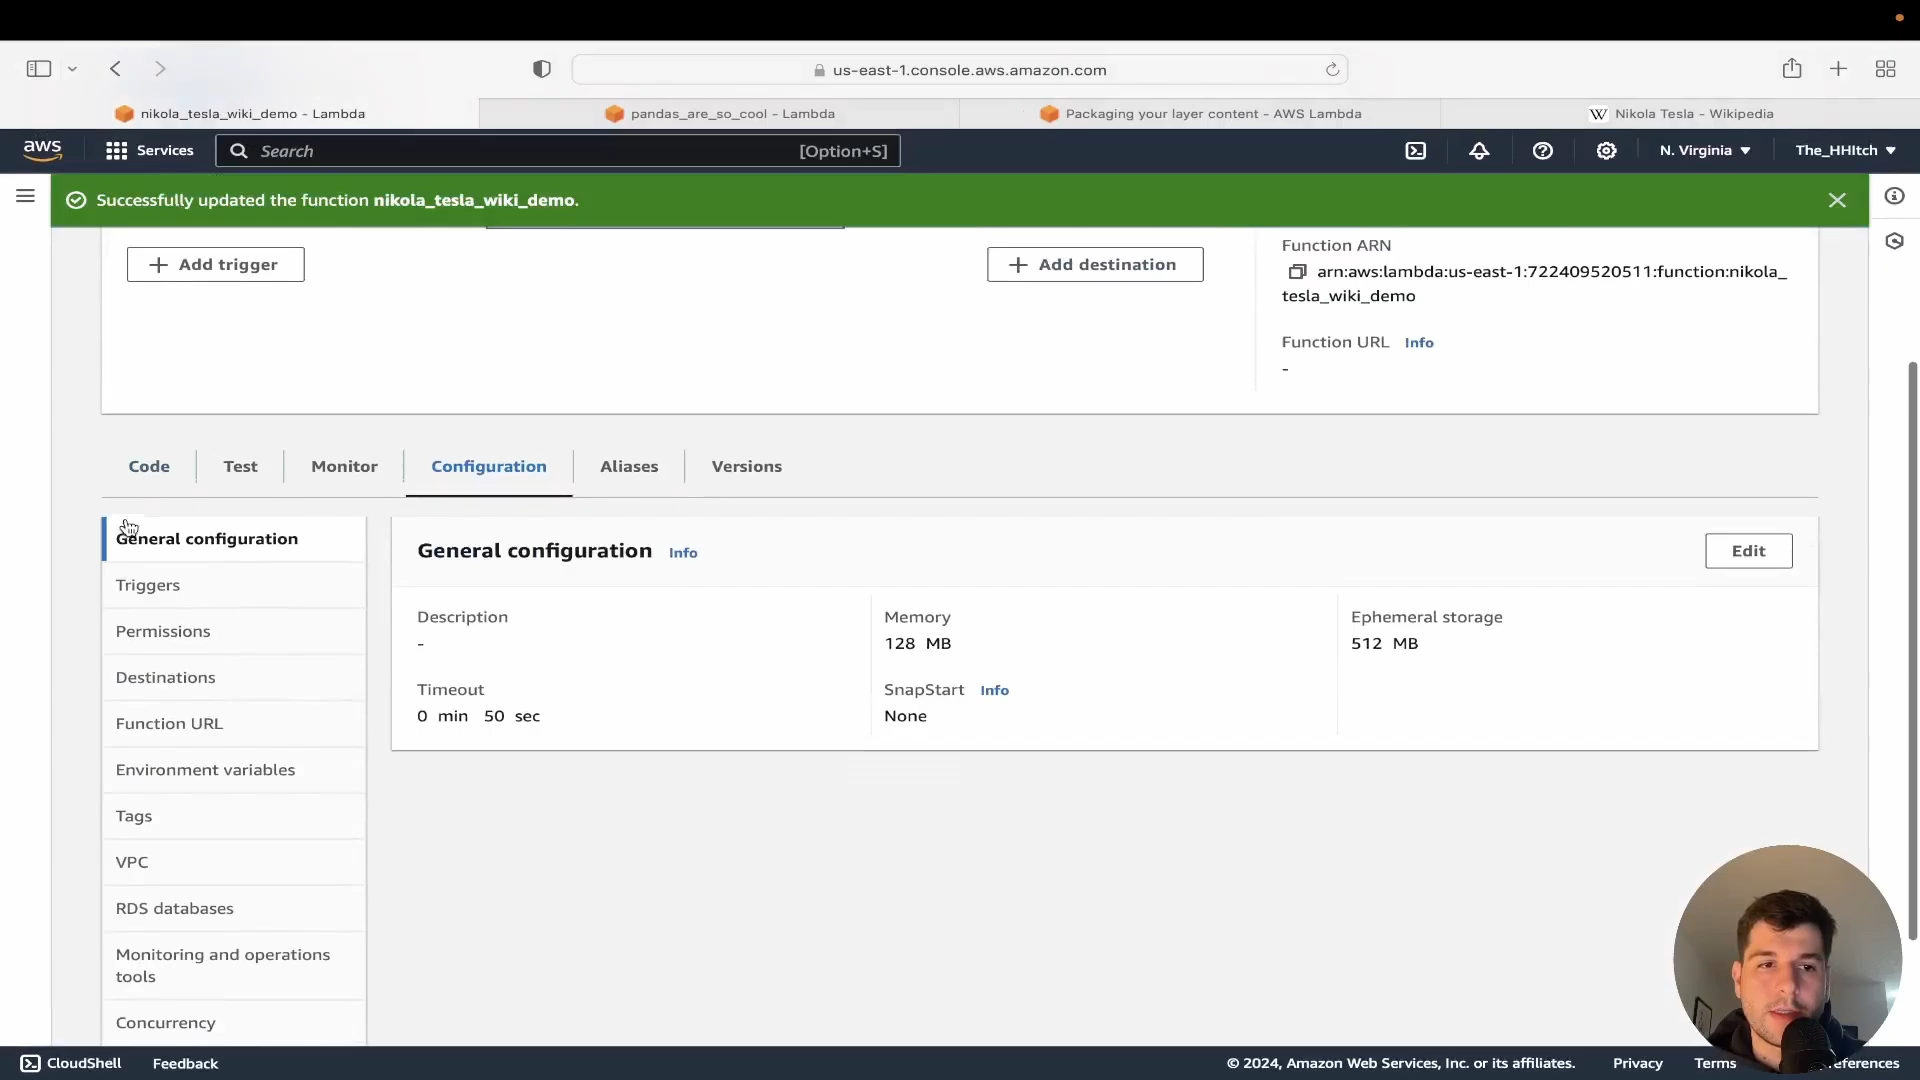 us-east-1.console.aws.amazon.com
nikola_tesla_wiki_demo - Lambda
pandas_are_so_cool - Lambda
Packaging your layer content - AWS Lambda
W Nikola Tesla - Wikipedia
aws Services Search [Option+S] N. Virginia The_HHItch
Successfully updated the function nikola_tesla_wiki_demo.
Add trigger
Add destination
Function ARN
arn:aws:lambda:us-east-1:722409520511:function:nikola_
tesla_wiki_demo
Function URL Info
-
Code Test Monitor Configuration Aliases Versions
General configuration
Triggers
Permissions
Destinations
Function URL
Environment variables
Tags
VPC
RDS databases
Monitoring and operations
tools
Concurrency
General configuration Info
Edit
Description
-
Memory
128 MB
Ephemeral storage
512 MB
Timeout
0 min 50 sec
SnapStart Info
None
CloudShell Feedback © 2024, Amazon Web Services, Inc. or its affiliates. Privacy Terms